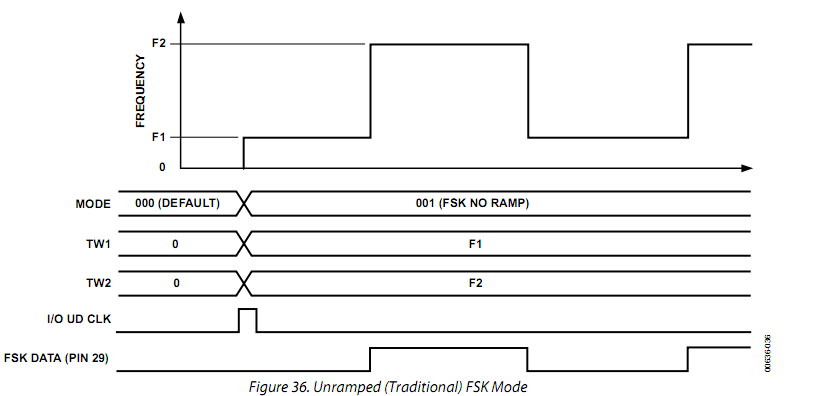 F2
FREQUENCY
F1
0
MODE 000 (DEFAULT) 001 (FSK NO RAMP)
TW1 0 F1
TW2 0 F2
I/O UD CLK
FSK DATA (PIN 29)
00636-036
Figure 36. Unramped (Traditional) FSK Mode